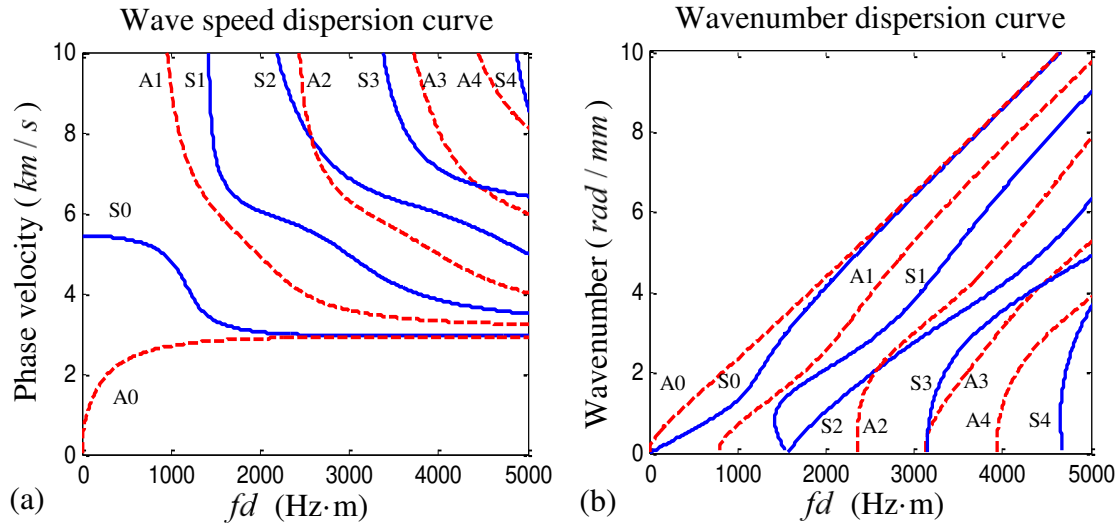 Wave speed dispersion curve
10
8
6
4
2
0
Phase velocity ( km / s )
A1 S1 S2 A2 S3 A3 A4 S4
S0
A0
0 1000 2000 3000 4000 5000
(a) fd (Hz·m)
Wavenumber dispersion curve
10
8
6
4
2
0
Wavenumber ( rad / mm )
A1 S1
A0 S0 S3 A3
S2 A2 A4 S4
0 1000 2000 3000 4000 5000
(b) fd (Hz·m)